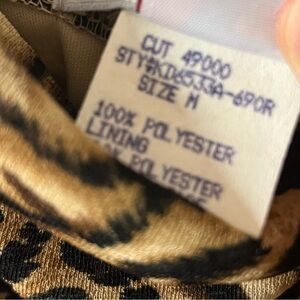 CUT 49000
STY#KD6533A-690R
SIZE M
100% POLYESTER
LINING
POLYESTER